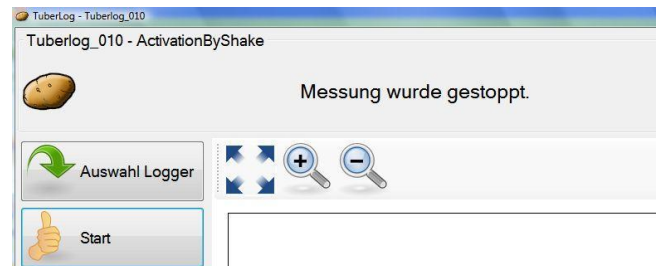 TuberLog - Tuberlog_010
Tuberlog_010 - ActivationByShake
Messung wurde gestoppt.
Auswahl Logger
Start